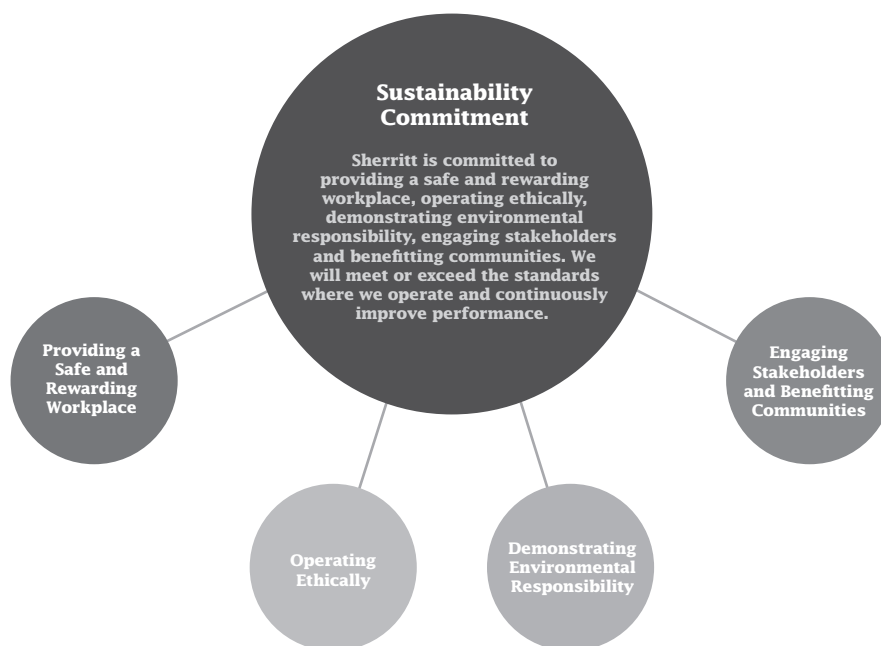 Sustainability
Commitment
Sherritt is committed to
providing a safe and rewarding
workplace, operating ethically,
demonstrating environmental
responsibility, engaging stakeholders
and benefitting communities. We
will meet or exceed the standards
where we operate and continuously
improve performance.
Providing a
Safe and
Rewarding
Workplace
Operating
Ethically
Demonstrating
Environmental
Responsibility
Engaging
Stakeholders
and Benefitting
Communities